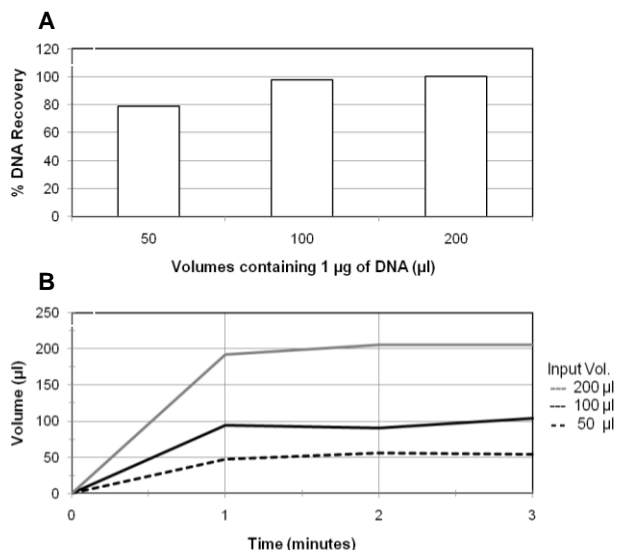 A
120
100
80
60
40
20
0
% DNA Recovery
50 100 200
Volumes containing 1 µg of DNA (µl)
B
250
200
150
100
50
0
Volume (µl)
0 1 2 3
Time (minutes)
Input Vol.
200 µl
100 µl
50 µl